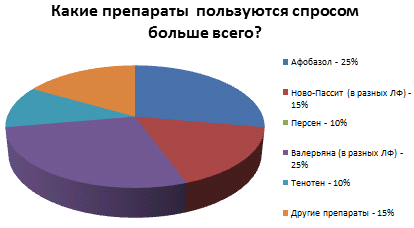 Какие препараты пользуются спросом
больше всего?
Афобазол - 25%
Ново-Пассит (в разных ЛФ) -
15%
Персен - 10%
Валерьяна (в разных ЛФ) -
25%
Тенотен - 10%
Другие препараты - 15%